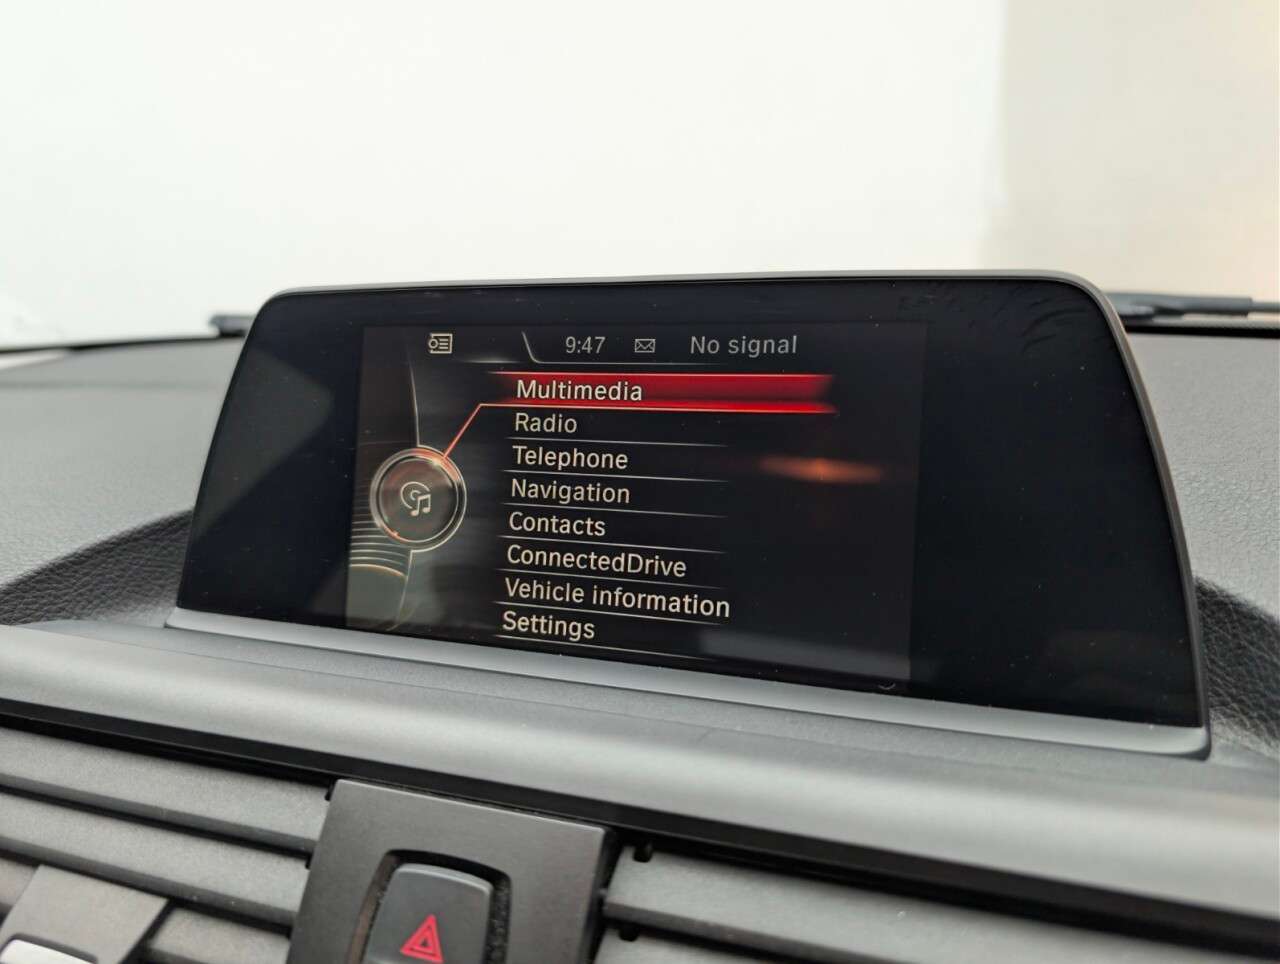 9:47 No signal
Multimedia
Radio
Telephone
Navigation
Contacts
ConnectedDrive
Vehicle information
Settings